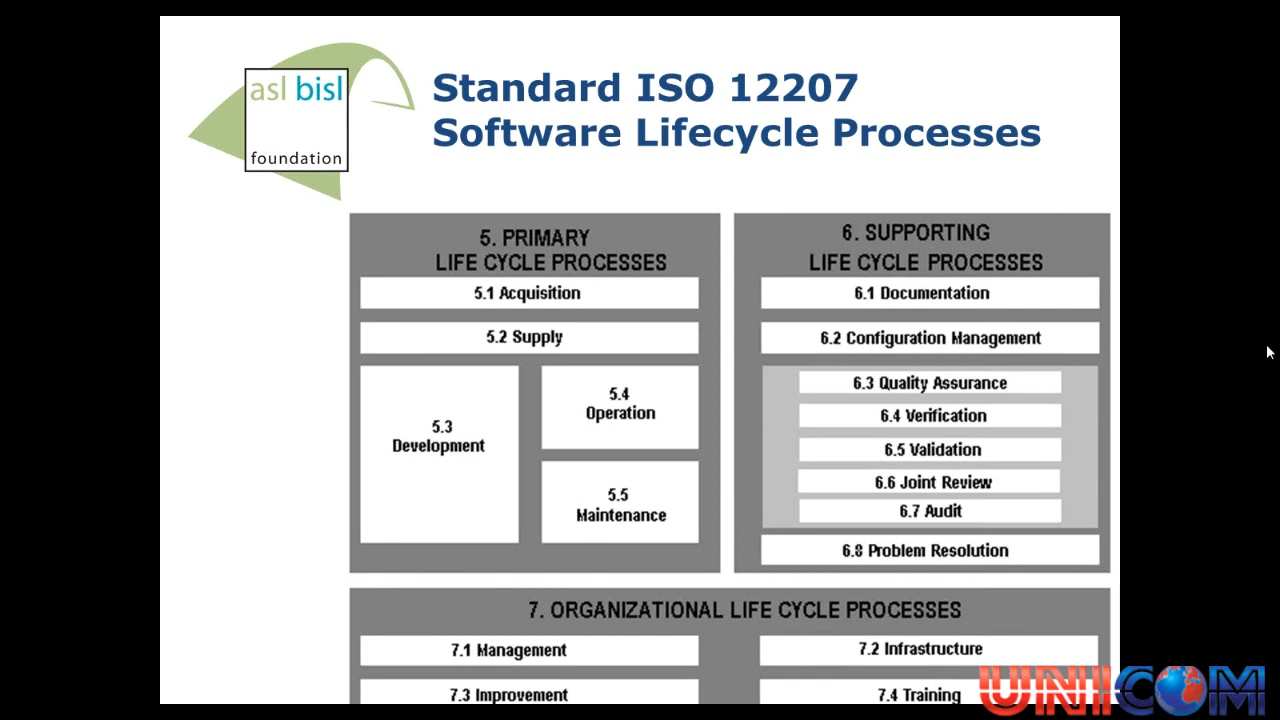 asl bisl
foundation
Standard ISO 12207
Software Lifecycle Processes
5. PRIMARY
LIFE CYCLE PROCESSES
5.1 Acquisition
5.2 Supply
5.3
Development
5.4
Operation
5.5
Maintenance
6. SUPPORTING
LIFE CYCLE PROCESSES
6.1 Documentation
6.2 Configuration Management
6.3 Quality Assurance
6.4 Verification
6.5 Validation
6.6 Joint Review
6.7 Audit
6.8 Problem Resolution
7. ORGANIZATIONAL LIFE CYCLE PROCESSES
7.1 Management
7.2 Infrastructure
7.3 Improvement
7.4 Training
UNICOM